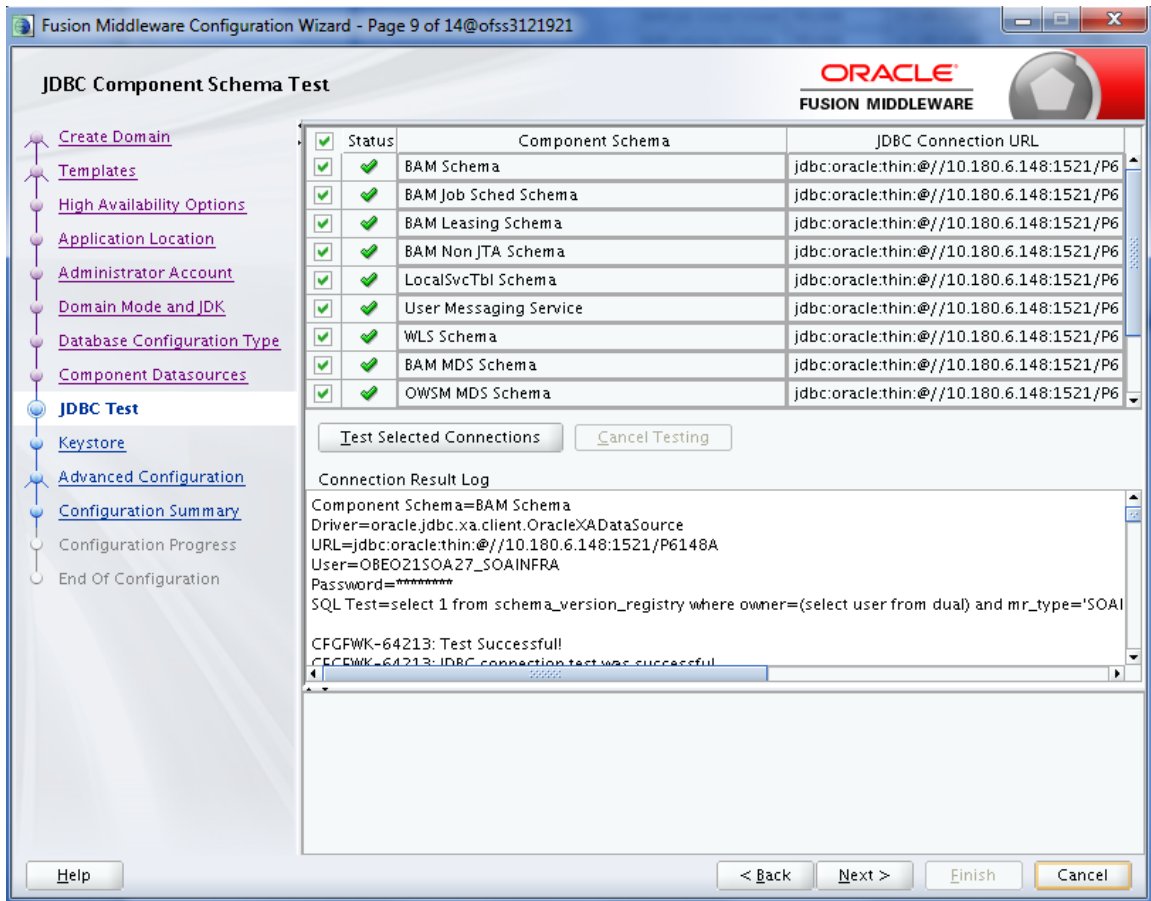 Fusion Middleware Configuration Wizard - Page 9 of 14@ofss3121921
JDBC Component Schema Test
ORACLE
FUSION MIDDLEWARE
Create Domain
Templates
High Availability Options
Application Location
Administrator Account
Domain Mode and JDK
Database Configuration Type
Component Datasources
JDBC Test
Keystore
Advanced Configuration
Configuration Summary
Configuration Progress
End Of Configuration
Status Component Schema JDBC Connection URL
BAM Schema jdbc:oracle:thin:@//10.180.6.148:1521/P6
BAM Job Sched Schema jdbc:oracle:thin:@//10.180.6.148:1521/P6
BAM Leasing Schema jdbc:oracle:thin:@//10.180.6.148:1521/P6
BAM Non JTA Schema jdbc:oracle:thin:@//10.180.6.148:1521/P6
LocalSvcTbl Schema jdbc:oracle:thin:@//10.180.6.148:1521/P6
User Messaging Service jdbc:oracle:thin:@//10.180.6.148:1521/P6
WLS Schema jdbc:oracle:thin:@//10.180.6.148:1521/P6
BAM MDS Schema jdbc:oracle:thin:@//10.180.6.148:1521/P6
OWSM MDS Schema jdbc:oracle:thin:@//10.180.6.148:1521/P6
Test Selected Connections Cancel Testing
Connection Result Log
Component Schema=BAM Schema
Driver=oracle.jdbc.xa.client.OracleXADataSource
URL=jdbc:oracle:thin:@//10.180.6.148:1521/P6148A
User=OBEO21SOA27_SOAINFRA
Password=********
SQL Test=select 1 from schema_version_registry where owner=(select user from dual) and mr_type='SOAI
CFGFWK-64213: Test Successful!
CFGFWK-64213: JDBC connection test was successful
Help < Back Next > Finish Cancel